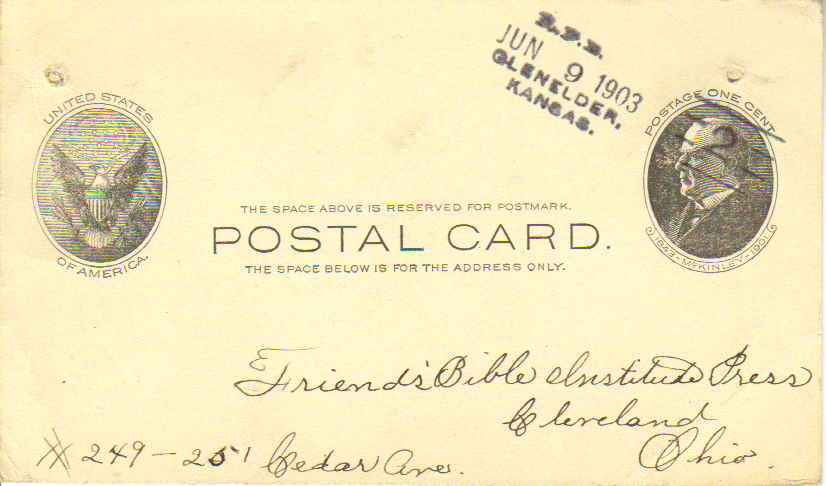 R.F.D.
JUN 9 1903
GLENELDER,
KANSAS.
UNITED STATES
OF AMERICA.
POSTAGE ONE CENT
1843-McKINLEY-1901
THE SPACE ABOVE IS RESERVED FOR POSTMARK.
POSTAL CARD.
THE SPACE BELOW IS FOR THE ADDRESS ONLY.
Friends' Bible Institute Press
Cleveland
# 249-251 Cedar Ave.
Ohio.